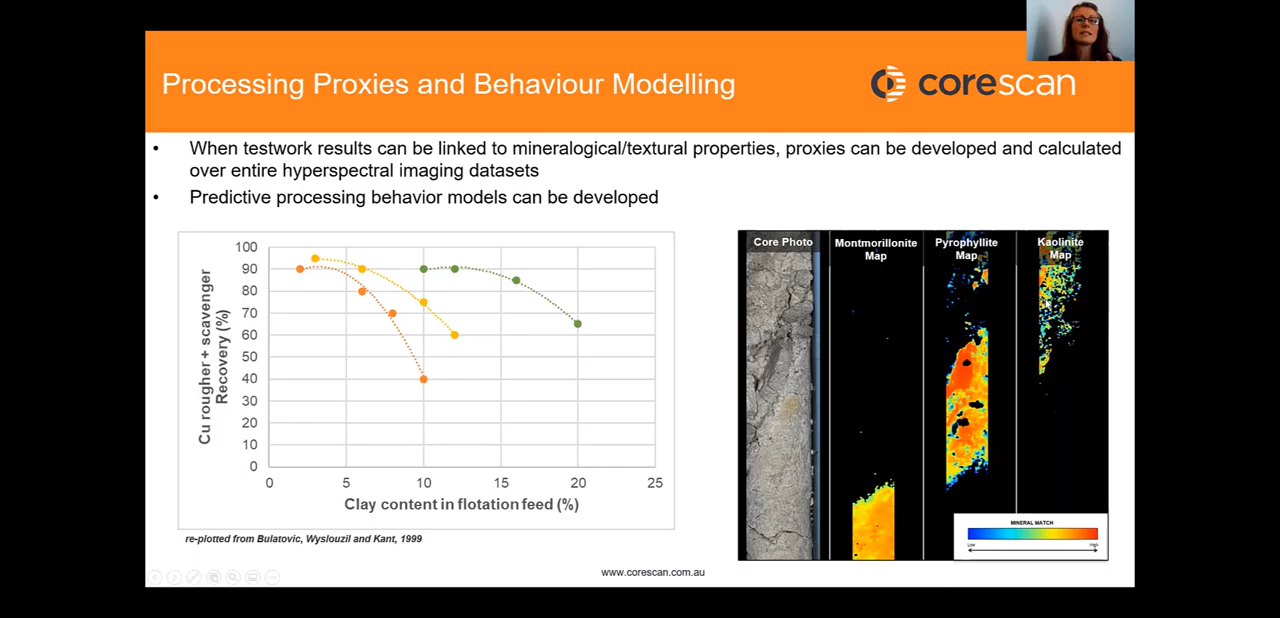 Processing Proxies and Behaviour Modelling
corescan
• When testwork results can be linked to mineralogical/textural properties, proxies can be developed and calculated
over entire hyperspectral imaging datasets
• Predictive processing behavior models can be developed
Cu rougher + scavenger
Recovery (%)
100
90
80
70
60
50
40
30
20
10
0
0 5 10 15 20 25
Clay content in flotation feed (%)
re-plotted from Bulatovic, Wyslouzil and Kant, 1999
Core Photo
Montmorillonite
Map
Pyrophyllite
Map
Kaolinite
Map
MINERAL MATCH
Low High
www.corescan.com.au